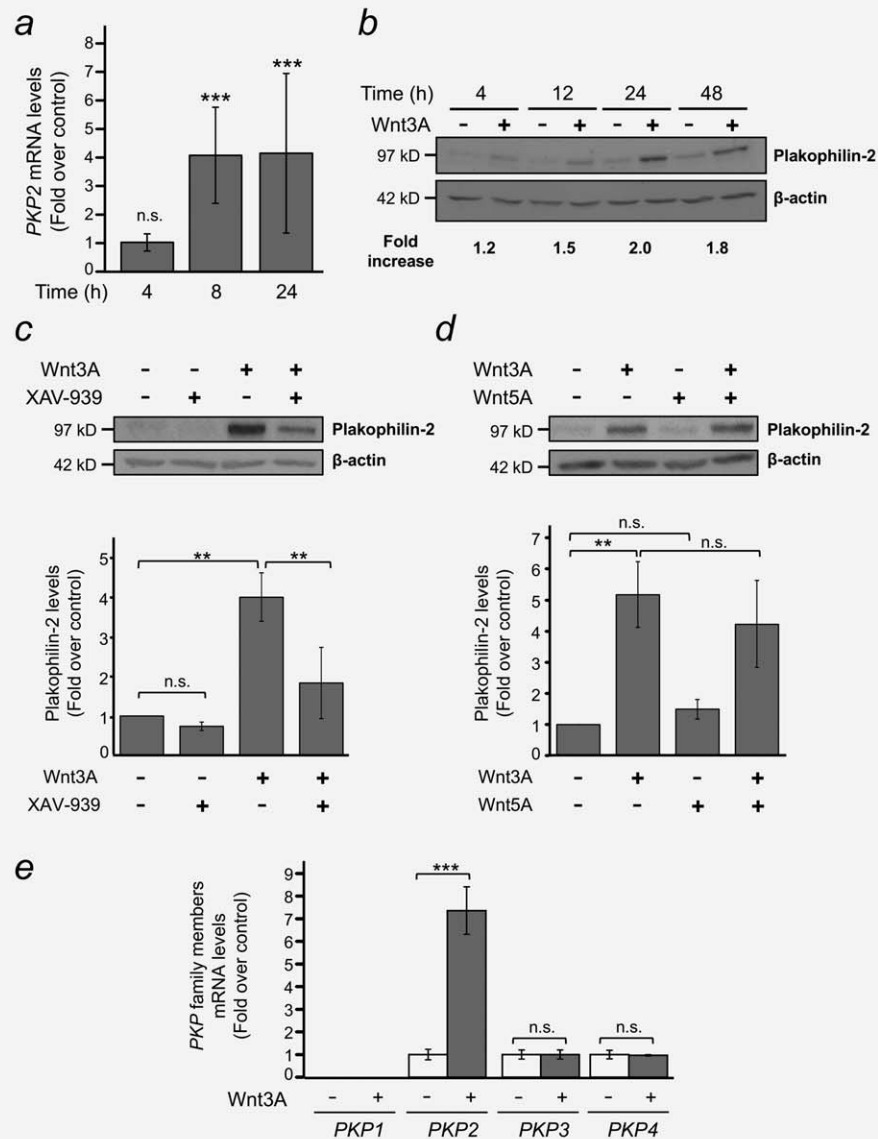 a
PKP2 mRNA levels
(Fold over control)
8
7
6
5
4
3
2
1
0
n.s.
***
***
Time (h) 4 8 24
b
Time (h) 4 12 24 48
Wnt3A - + - + - + - +
97 kD Plakophilin-2
42 kD β-actin
Fold
increase 1.2 1.5 2.0 1.8
c
Wnt3A - - + +
XAV-939 - + - +
97 kD Plakophilin-2
42 kD β-actin
Plakophilin-2 levels
(Fold over control)
5
4
3
2
1
0
** **
n.s.
Wnt3A - - + +
XAV-939 - + - +
d
Wnt3A - + - +
Wnt5A - - + +
97 kD Plakophilin-2
42 kD β-actin
Plakophilin-2 levels
(Fold over control)
7
6
5
4
3
2
1
0
n.s.
** n.s.
Wnt3A - + - +
Wnt5A - - + +
e
PKP family members
mRNA levels
(Fold over control)
9
8
7
6
5
4
3
2
1
0
***
n.s. n.s.
Wnt3A - + - + - + - +
PKP1 PKP2 PKP3 PKP4